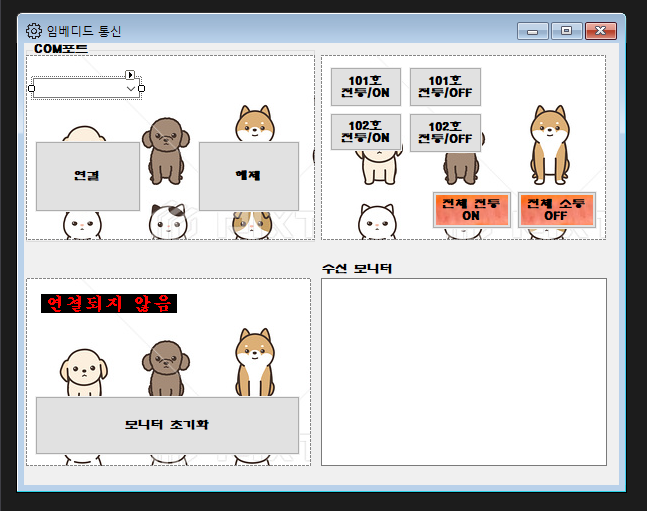 임베디드 통신
COM포트
101호
전등/ON
101호
전등/OFF
102호
전등/ON
102호
전등/OFF
연결
해제
전체 전등
ON
전체 소등
OFF
수신 모니터
연결되지 않음
모니터 초기화